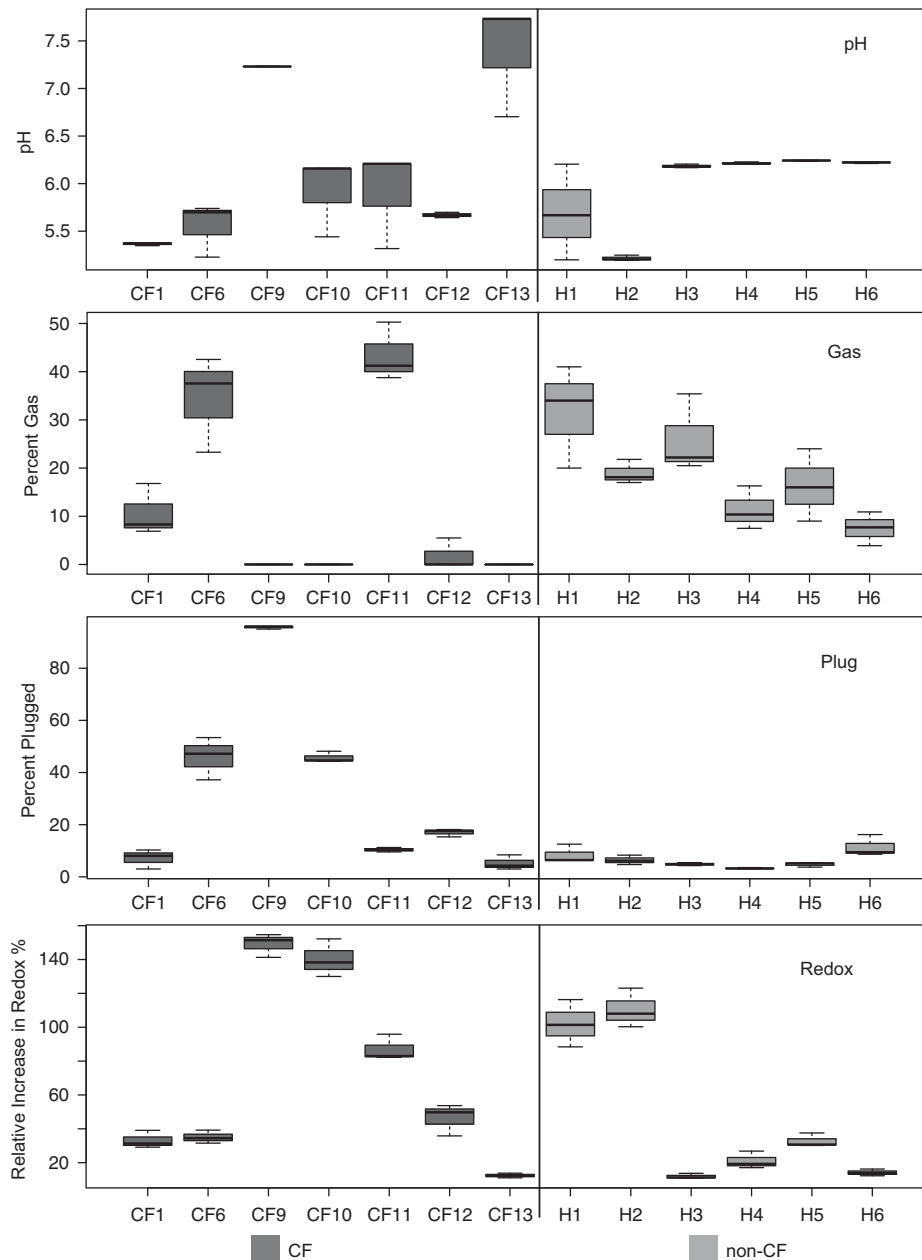 pH
7.5
7.0
6.5
6.0
5.5
pH
CF1 CF6 CF9 CF10 CF11 CF12 CF13 H1 H2 H3 H4 H5 H6
Percent Gas
50
40
30
20
10
0
Gas
CF1 CF6 CF9 CF10 CF11 CF12 CF13 H1 H2 H3 H4 H5 H6
Percent Plugged
80
60
40
20
0
Plug
CF1 CF6 CF9 CF10 CF11 CF12 CF13 H1 H2 H3 H4 H5 H6
Relative Increase in Redox %
140
100
60
20
Redox
CF1 CF6 CF9 CF10 CF11 CF12 CF13 H1 H2 H3 H4 H5 H6
CF non-CF